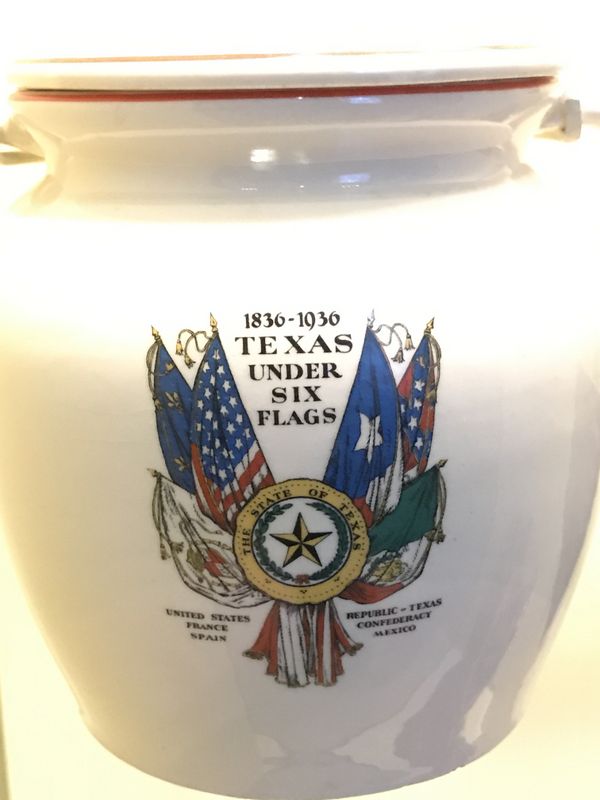 1836-1936
TEXAS
UNDER
SIX
FLAGS
THE STATE OF TEXAS
UNITED STATES
FRANCE
SPAIN
REPUBLIC - TEXAS
CONFEDERACY
MEXICO